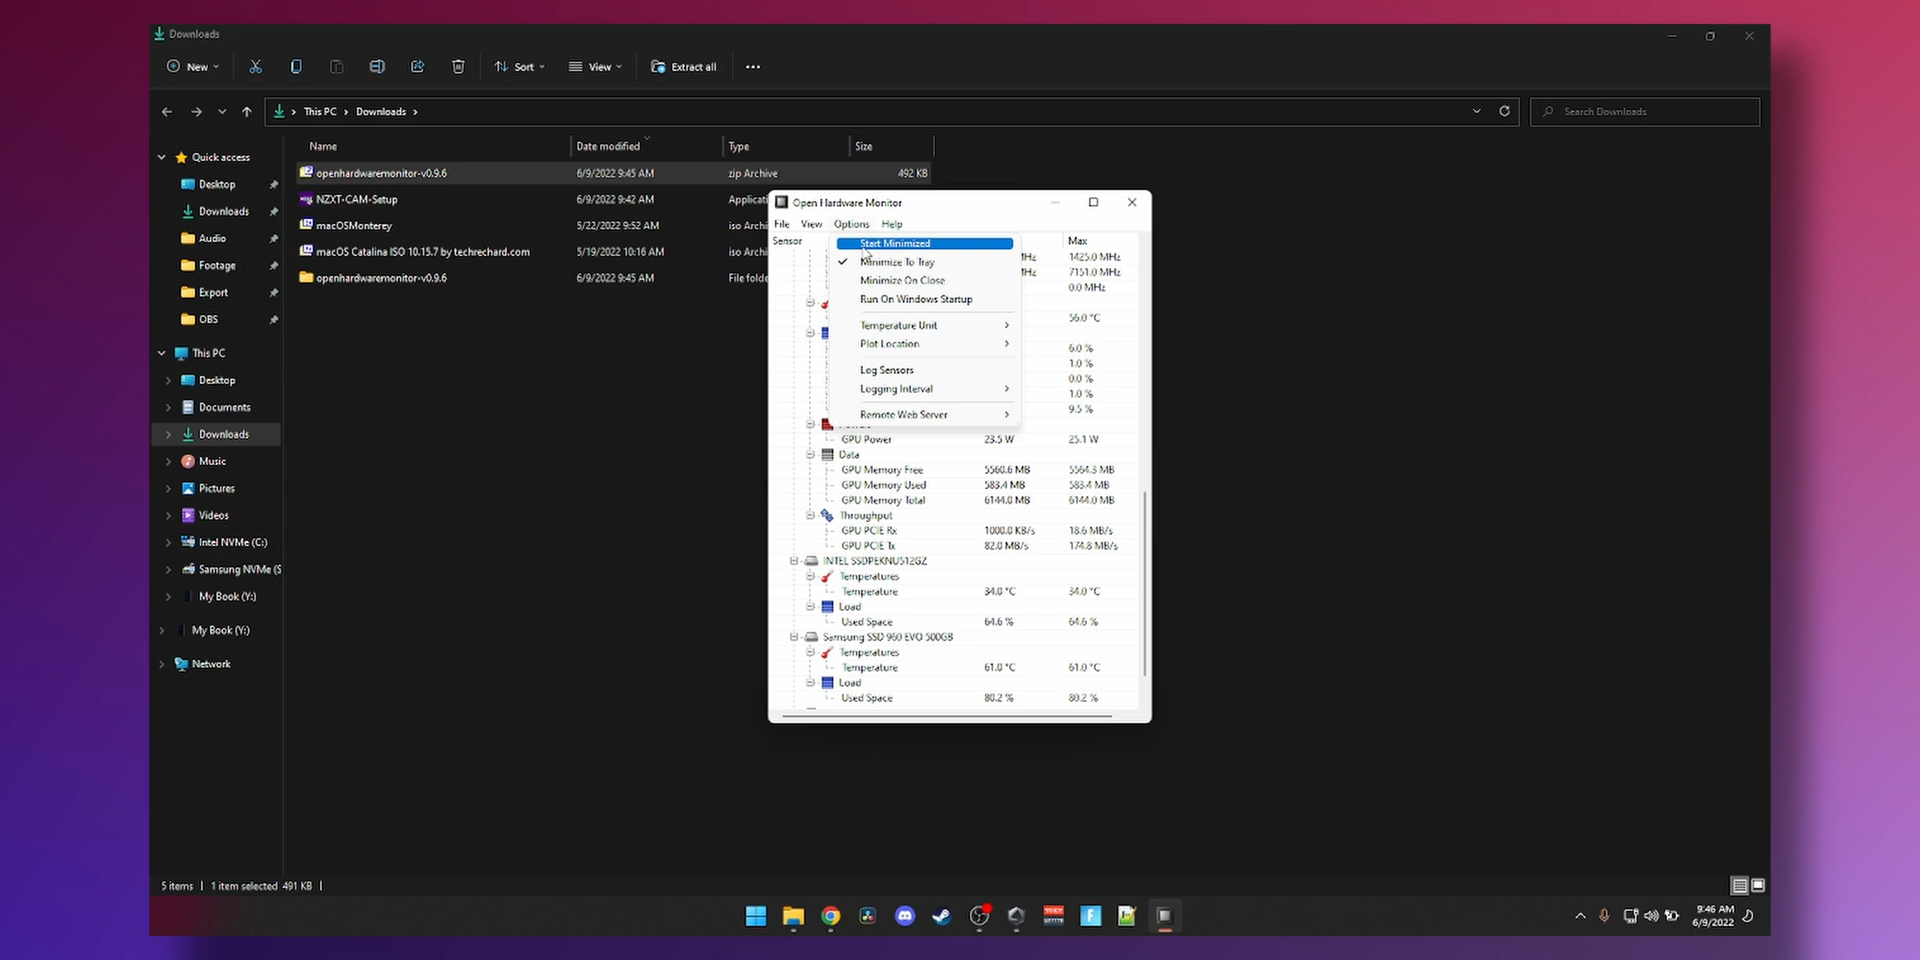 Downloads
New
Sort
View
Extract all
This PC > Downloads >
Search Downloads
Name Date modified Type Size
Quick access
Desktop
Downloads
Audio
Footage
Export
OBS
This PC
Desktop
Documents
Downloads
Music
Pictures
Videos
Intel NVMe (C:)
Samsung NVMe (S
My Book (Y:)
My Book (Y:)
Network
openhardwaremonitor-v0.9.6 6/9/2022 9:45 AM zip Archive 492 KB
NZXT-CAM-Setup 6/9/2022 9:42 AM Applicati
macOSMonterey 5/22/2022 9:52 AM iso Archiv
macOS Catalina ISO 10.15.7 by techrechard.com 5/19/2022 10:16 AM iso Archiv
openhardwaremonitor-v0.9.6 6/9/2022 9:45 AM File folde
Open Hardware Monitor
File View Options Help
Sensor Max
Start Minimized
Minimize To Tray
Minimize On Close
Run On Windows Startup
Temperature Unit
Plot Location
Log Sensors
Logging Interval
Remote Web Server
MHz 1425.0 MHz
MHz 7151.0 MHz
0.0 MHz
56.0 °C
6.0 %
1.0 %
0.0 %
1.0 %
9.5 %
GPU Power 23.5 W 25.1 W
Data
GPU Memory Free 5560.6 MB 5564.3 MB
GPU Memory Used 583.4 MB 583.4 MB
GPU Memory Total 6144.0 MB 6144.0 MB
Throughput
GPU PCIE Rx 1000.0 KB/s 18.6 MB/s
GPU PCIE Tx 82.0 MB/s 174.8 MB/s
INTEL SSDPEKNU512GZ
Temperatures
Temperature 34.0 °C 34.0 °C
Load
Used Space 64.6 % 64.6 %
Samsung SSD 960 EVO 500GB
Temperatures
Temperature 61.0 °C 61.0 °C
Load
Used Space 80.2 % 80.2 %
5 items 1 item selected 491 KB
9:46 AM
6/9/2022